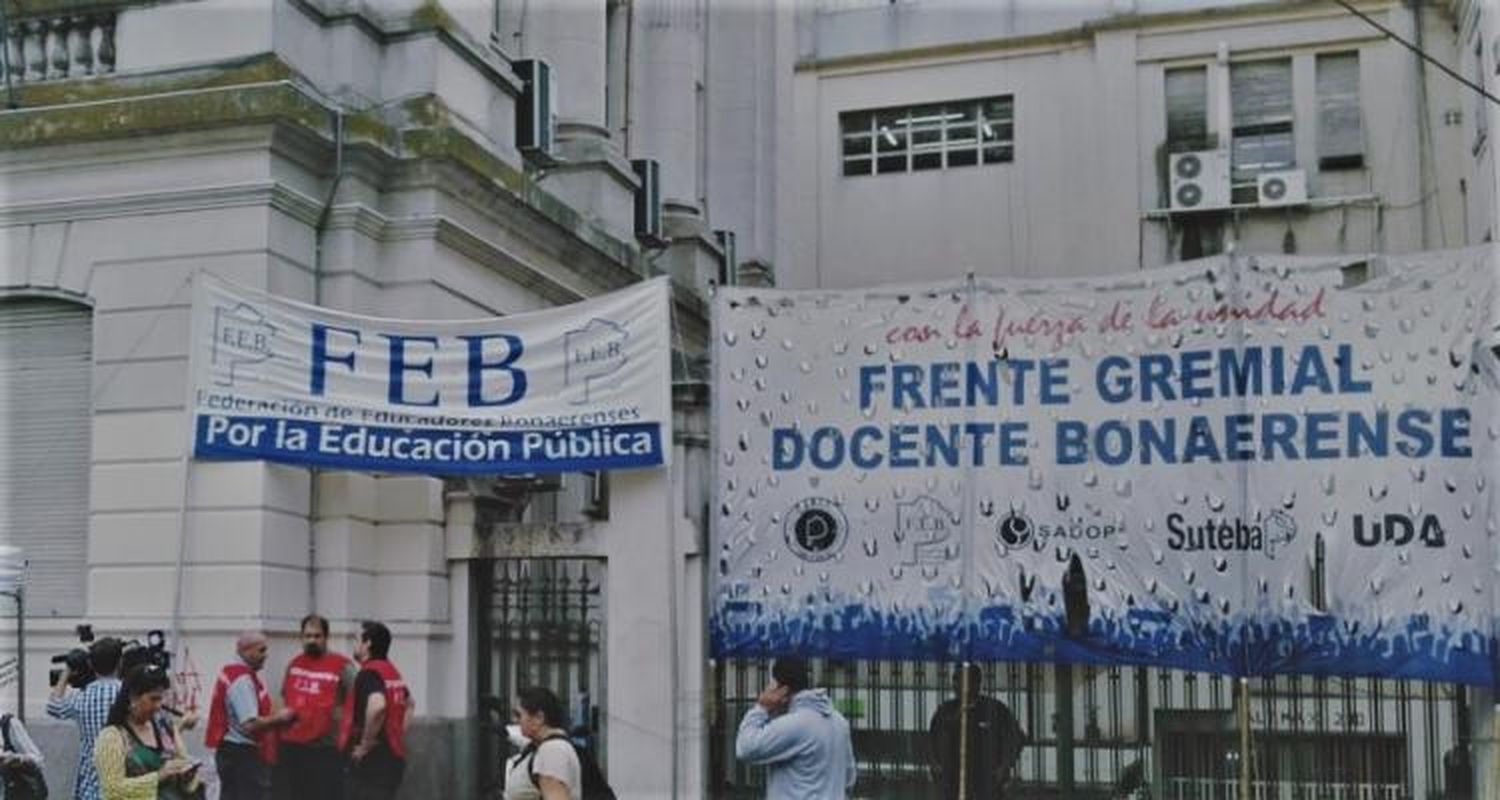 F.E.B.
FEB
F.E.B.
Federación de Educadores Bonaerenses
Por la Educación Pública
con la fuerza de la unidad
FRENTE GREMIAL
DOCENTE BONAERENSE
F.E.B.
SADOP
Suteba
UDA